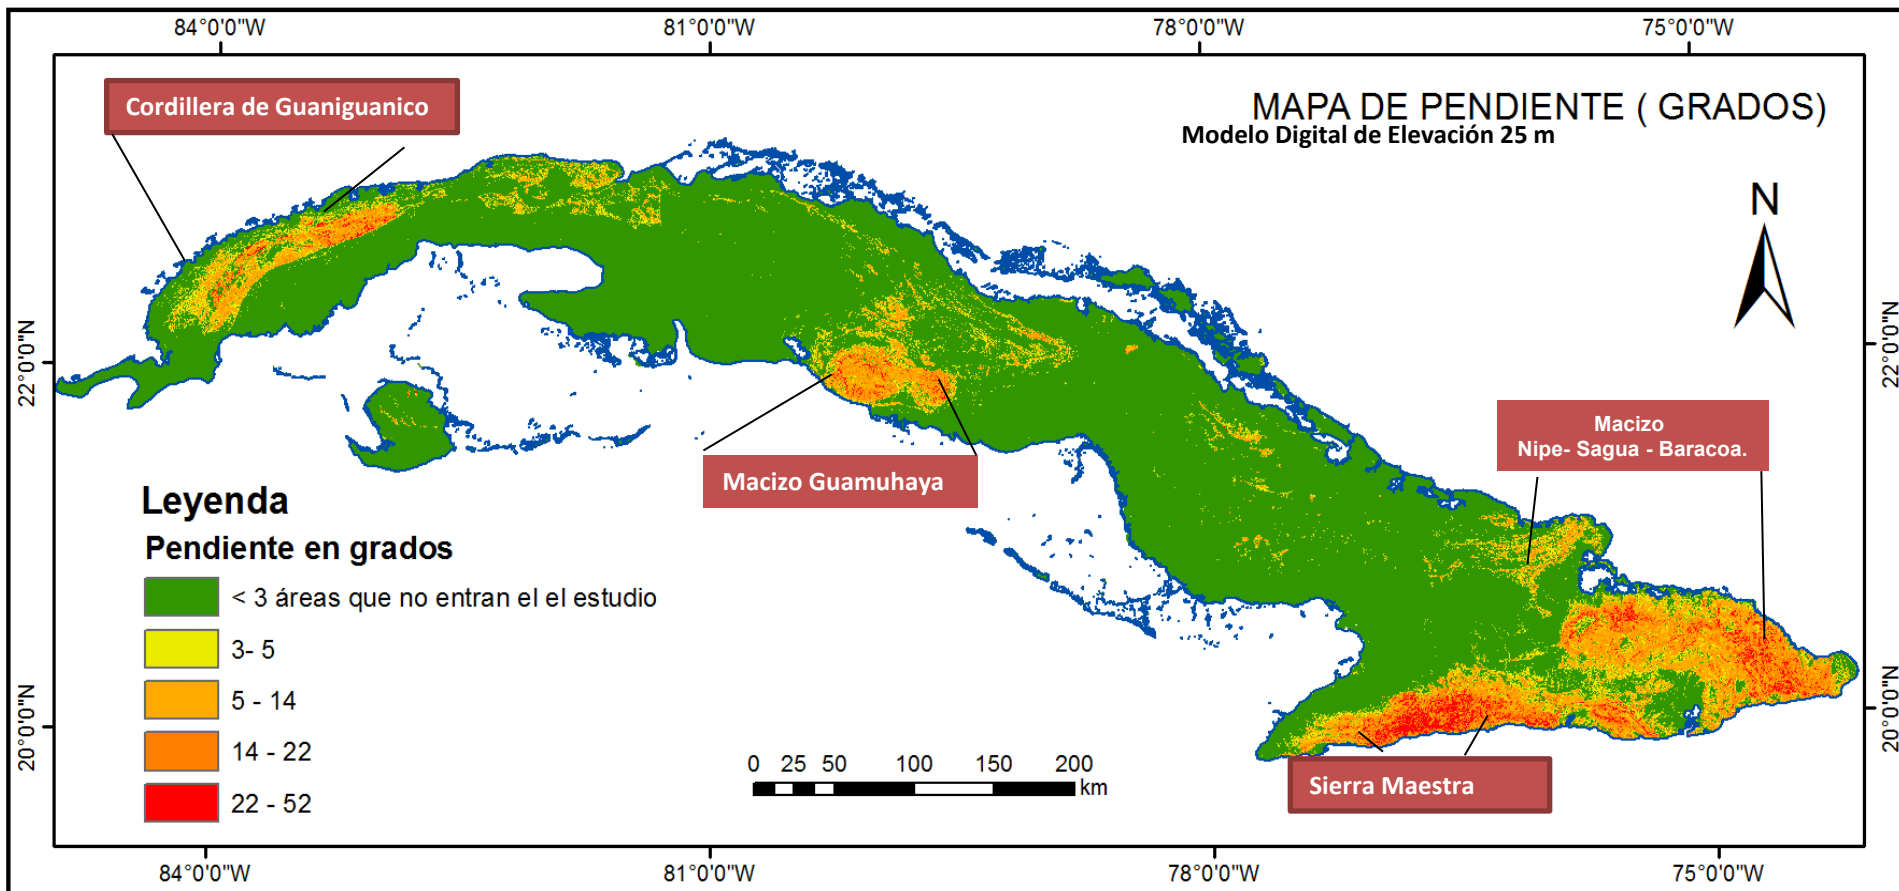 84°0'0"W
81°0'0"W
78°0'0"W
75°0'0"W
Cordillera de Guaniguanico
MAPA DE PENDIENTE ( GRADOS)
Modelo Digital de Elevación 25 m
N
22°0'0"N
22°0'0"N
Macizo
Nipe- Sagua - Baracoa.
Macizo Guamuhaya
Leyenda
Pendiente en grados
< 3 áreas que no entran el el estudio
3- 5
5 - 14
14 - 22
22 - 52
20°0'0"N
20°0'0"N
0 25 50 100 150 200
km
Sierra Maestra
84°0'0"W
81°0'0"W
78°0'0"W
75°0'0"W